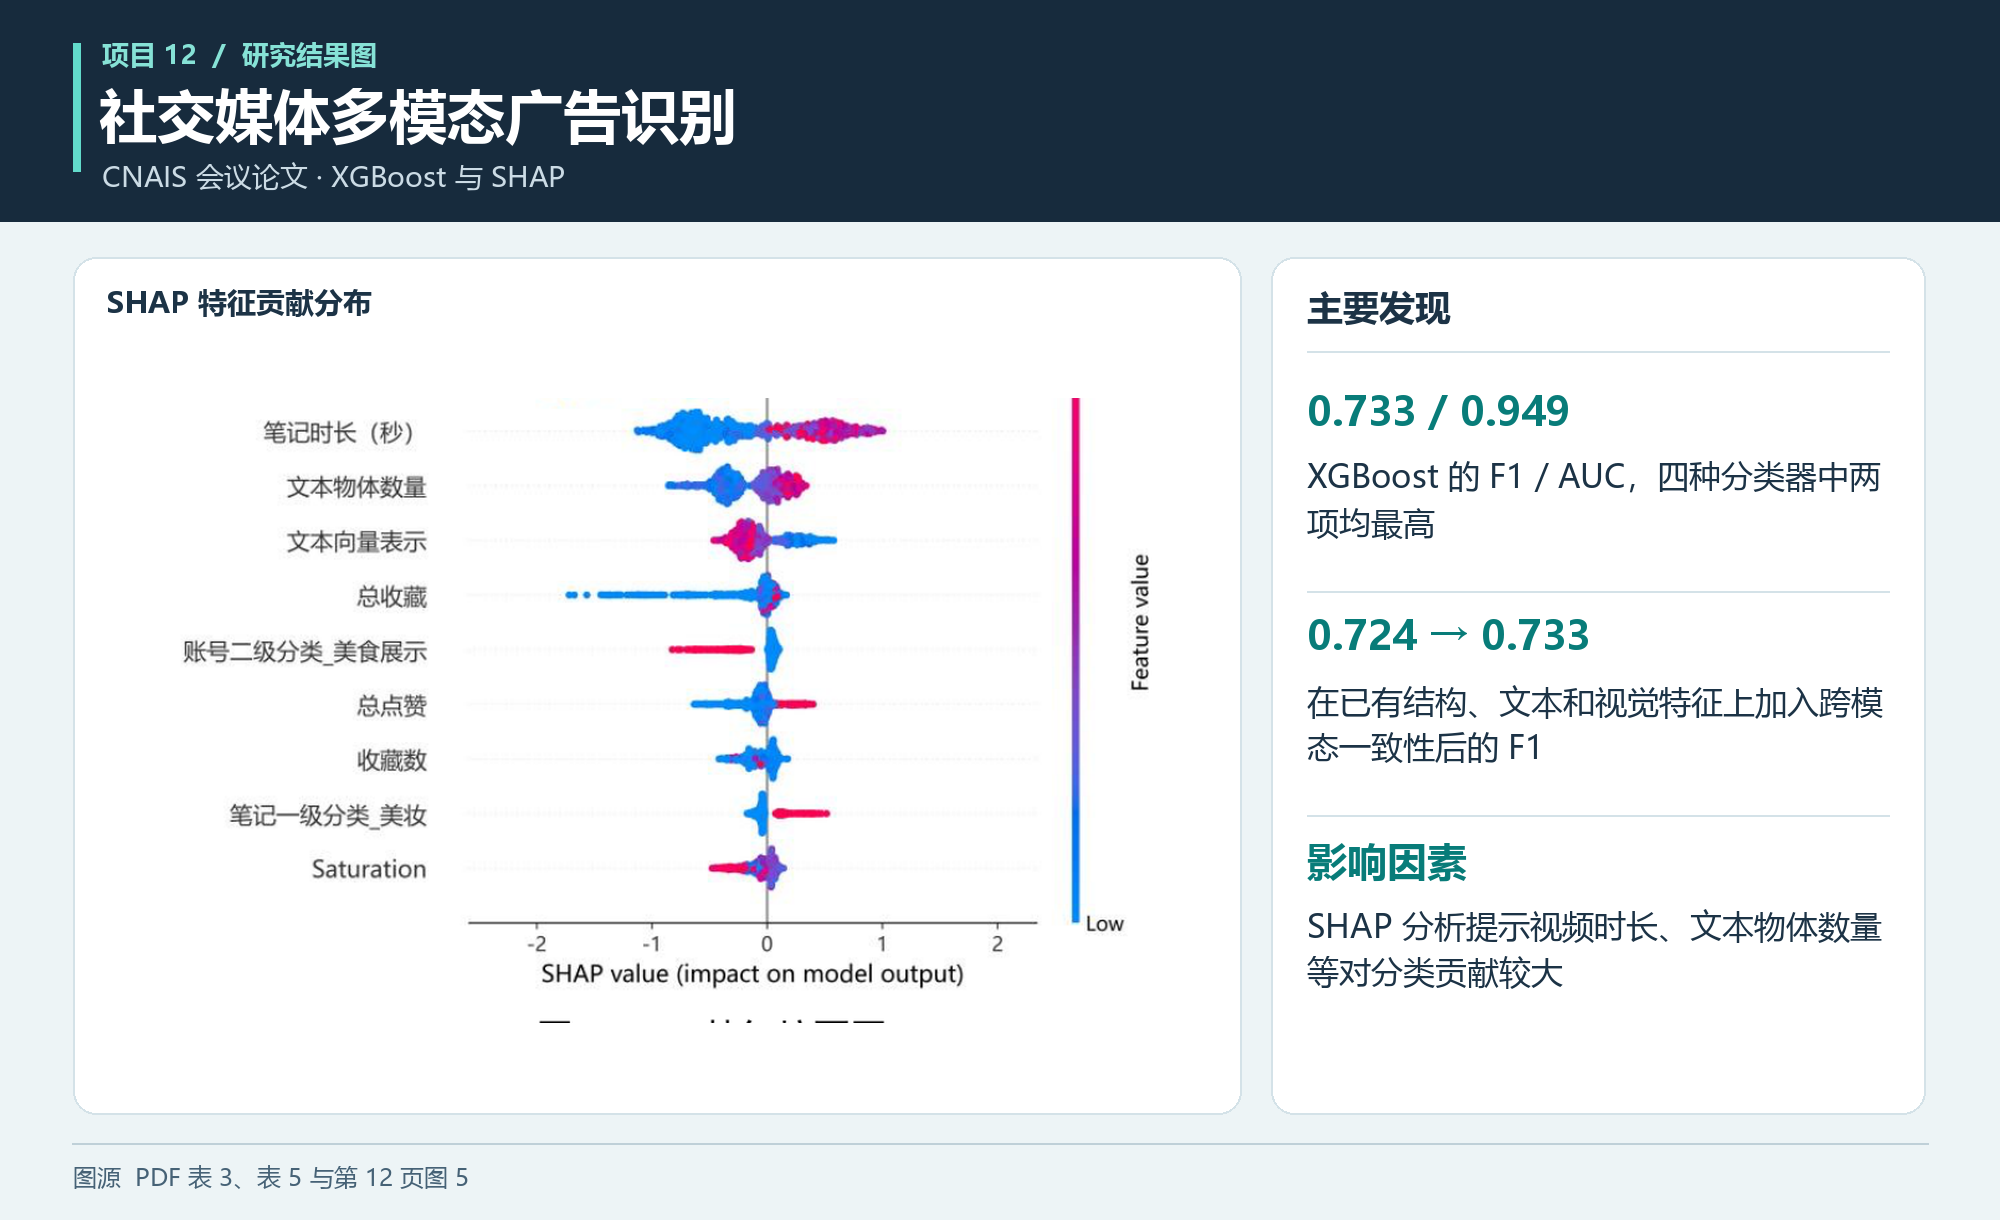 项目 12 / 研究结果图
社交媒体多模态广告识别
CNAIS 会议论文 · XGBoost 与 SHAP
SHAP 特征贡献分布
笔记时长（秒）
文本物体数量
文本向量表示
总收藏
账号二级分类_美食展示
总点赞
收藏数
笔记一级分类_美妆
Saturation
-2 -1 0 1 2
SHAP value (impact on model output)
Feature value
Low
主要发现
0.733 / 0.949
XGBoost 的 F1 / AUC，四种分类器中两
项均最高
0.724 → 0.733
在已有结构、文本和视觉特征上加入跨模
态一致性后的 F1
影响因素
SHAP 分析提示视频时长、文本物体数量
等对分类贡献较大
图源 PDF 表 3、表 5 与第 12 页图 5